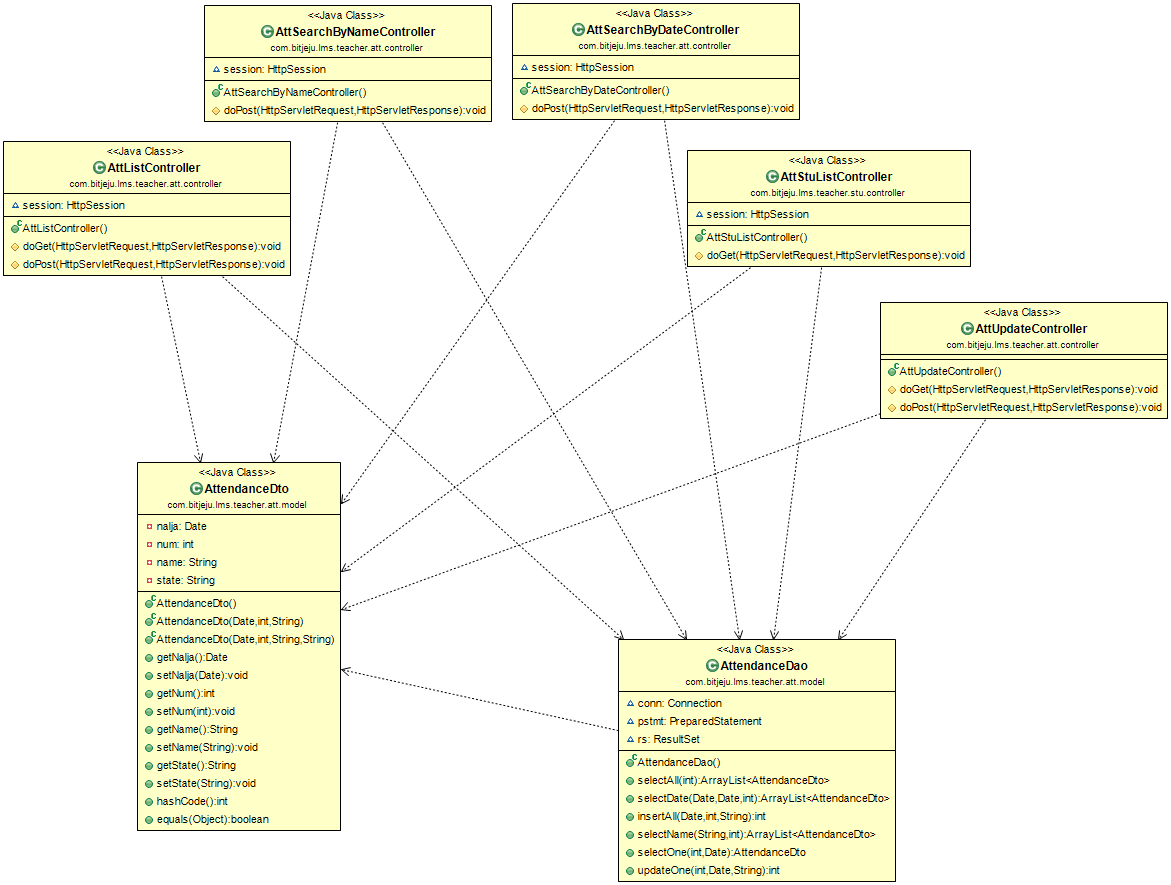 <<Java Class>>
AttSearchByNameController
com.bitjeju.lms.teacher.att.controller
session: HttpSession
AttSearchByNameController()
doPost(HttpServletRequest,HttpServletResponse):void
<<Java Class>>
AttSearchByDateController
com.bitjeju.lms.teacher.att.controller
session: HttpSession
AttSearchByDateController()
doPost(HttpServletRequest,HttpServletResponse):void
<<Java Class>>
AttListController
com.bitjeju.lms.teacher.att.controller
session: HttpSession
AttListController()
doGet(HttpServletRequest,HttpServletResponse):void
doPost(HttpServletRequest,HttpServletResponse):void
<<Java Class>>
AttStuListController
com.bitjeju.lms.teacher.stu.controller
session: HttpSession
AttStuListController()
doGet(HttpServletRequest,HttpServletResponse):void
<<Java Class>>
AttUpdateController
com.bitjeju.lms.teacher.att.controller
AttUpdateController()
doGet(HttpServletRequest,HttpServletResponse):void
doPost(HttpServletRequest,HttpServletResponse):void
<<Java Class>>
AttendanceDto
com.bitjeju.lms.teacher.att.model
nalja: Date
num: int
name: String
state: String
AttendanceDto()
AttendanceDto(Date,int,String)
AttendanceDto(Date,int,String,String)
getNalja():Date
setNalja(Date):void
getNum():int
setNum(int):void
getName():String
setName(String):void
getState():String
setState(String):void
hashCode():int
equals(Object):boolean
<<Java Class>>
AttendanceDao
com.bitjeju.lms.teacher.att.model
conn: Connection
pstmt: PreparedStatement
rs: ResultSet
AttendanceDao()
selectAll(int):ArrayList<AttendanceDto>
selectDate(Date,Date,int):ArrayList<AttendanceDto>
insertAll(Date,int,String):int
selectName(String,int):ArrayList<AttendanceDto>
selectOne(int,Date):AttendanceDto
updateOne(int,Date,String):int